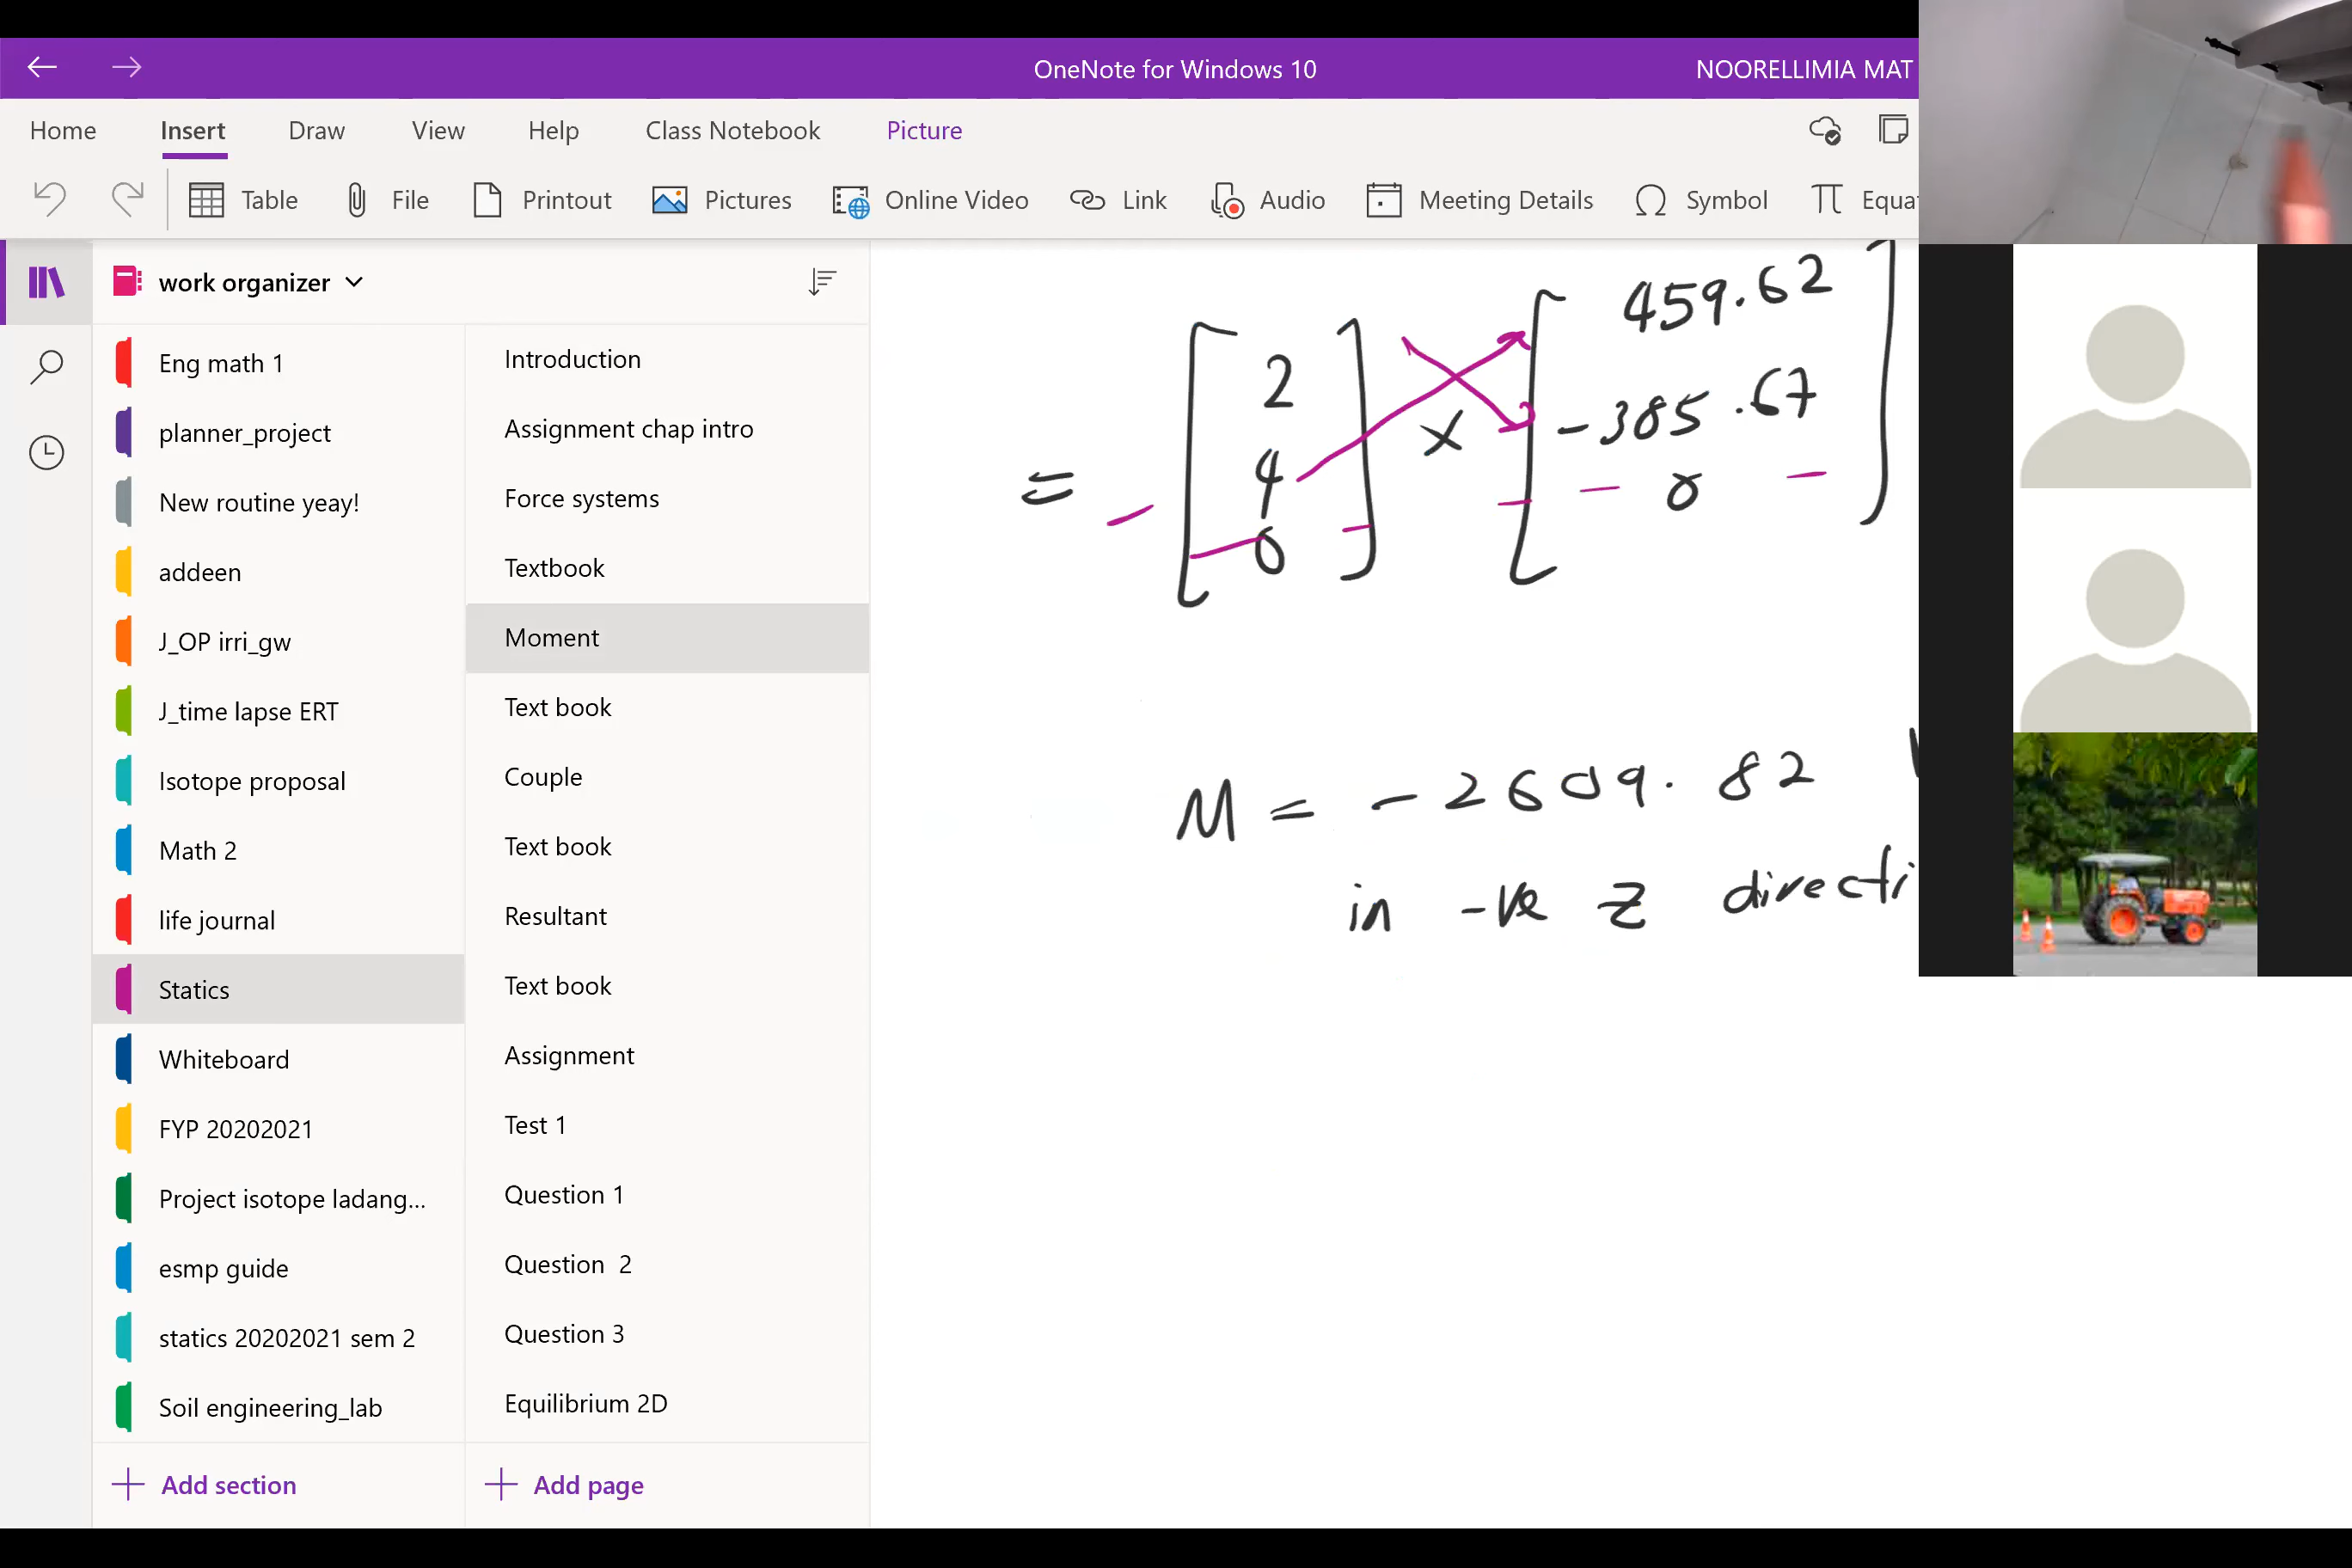 OneNote for Windows 10
NOORELLIMIA MAT
Home Insert Draw View Help Class Notebook Picture
Table File Printout Pictures Online Video Link Audio Meeting Details Symbol Equa
work organizer
Eng math 1
planner_project
New routine yeay!
addeen
J_OP irri_gw
J_time lapse ERT
Isotope proposal
Math 2
life journal
Statics
Whiteboard
FYP 20202021
Project isotope ladang...
esmp guide
statics 20202021 sem 2
Soil engineering_lab
Add section
Introduction
Assignment chap intro
Force systems
Textbook
Moment
Text book
Couple
Text book
Resultant
Text book
Assignment
Test 1
Question 1
Question 2
Question 3
Equilibrium 2D
Add page
459.62
2
-385.67
= 4 x
0 0
M = -2609.82
in -ve z directi